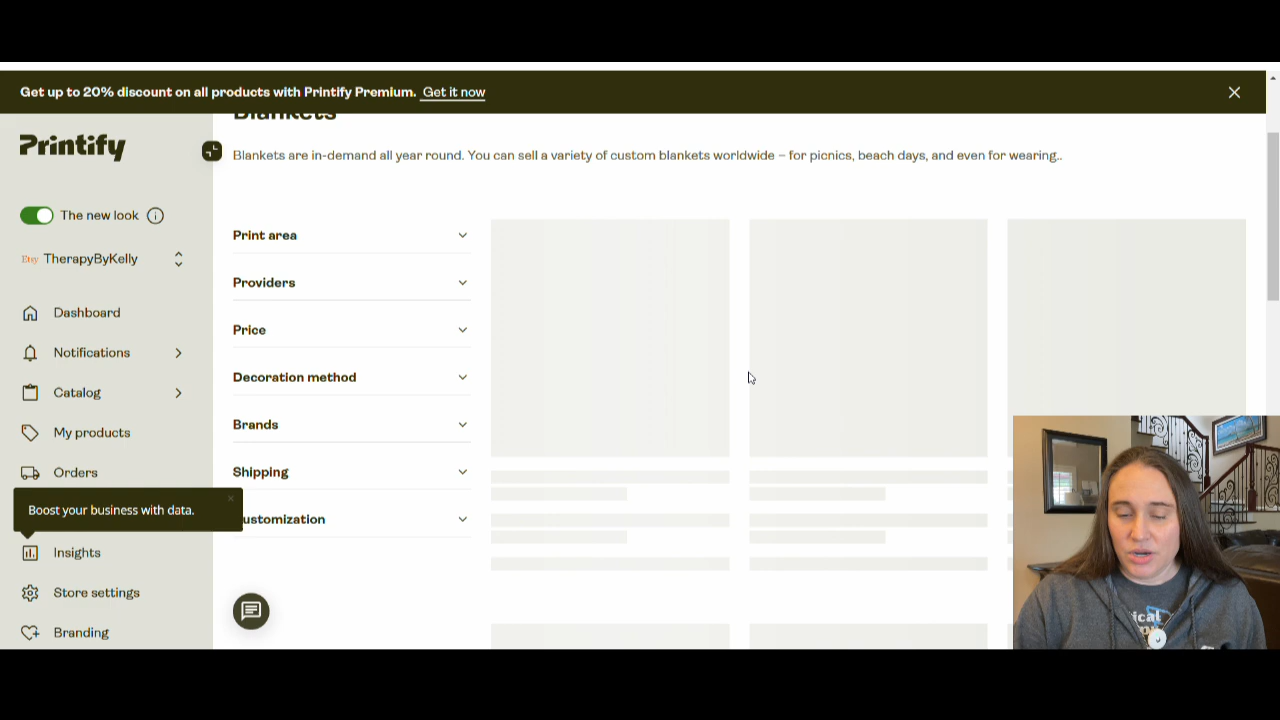 Get up to 20% discount on all products with Printify Premium. Get it now
Blankets
Printify
Blankets are in-demand all year round. You can sell a variety of custom blankets worldwide – for picnics, beach days, and even for wearing..
The new look
Etsy TherapyByKelly
Dashboard
Notifications
Catalog
My products
Orders
Boost your business with data.
Insights
Store settings
Branding
Print area
Providers
Price
Decoration method
Brands
Shipping
ustomization
ical